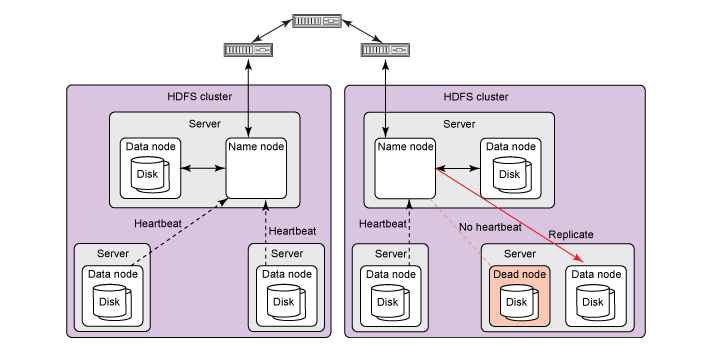 HDFS cluster
Server
Data node
Disk
Name node
Heartbeat
Heartbeat
Server
Data node
Disk
Server
Data node
Disk
HDFS cluster
Server
Name node
Data node
Disk
Heartbeat
No heartbeat
Replicate
Server
Data node
Disk
Server
Dead node
Disk
Data node
Disk